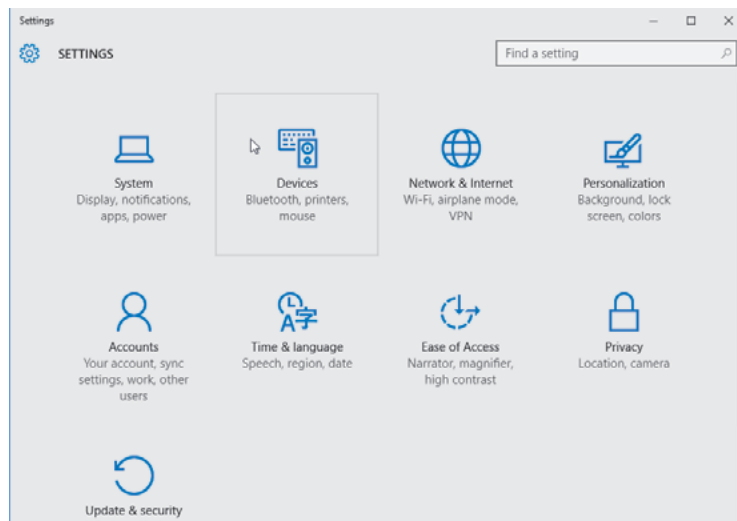 Settings
SETTINGS
Find a setting
System
Display, notifications,
apps, power
Devices
Bluetooth, printers,
mouse
Network & Internet
Wi-Fi, airplane mode,
VPN
Personalization
Background, lock
screen, colors
Accounts
Your account, sync
settings, work, other
users
Time & language
Speech, region, date
Ease of Access
Narrator, magnifier,
high contrast
Privacy
Location, camera
Update & security